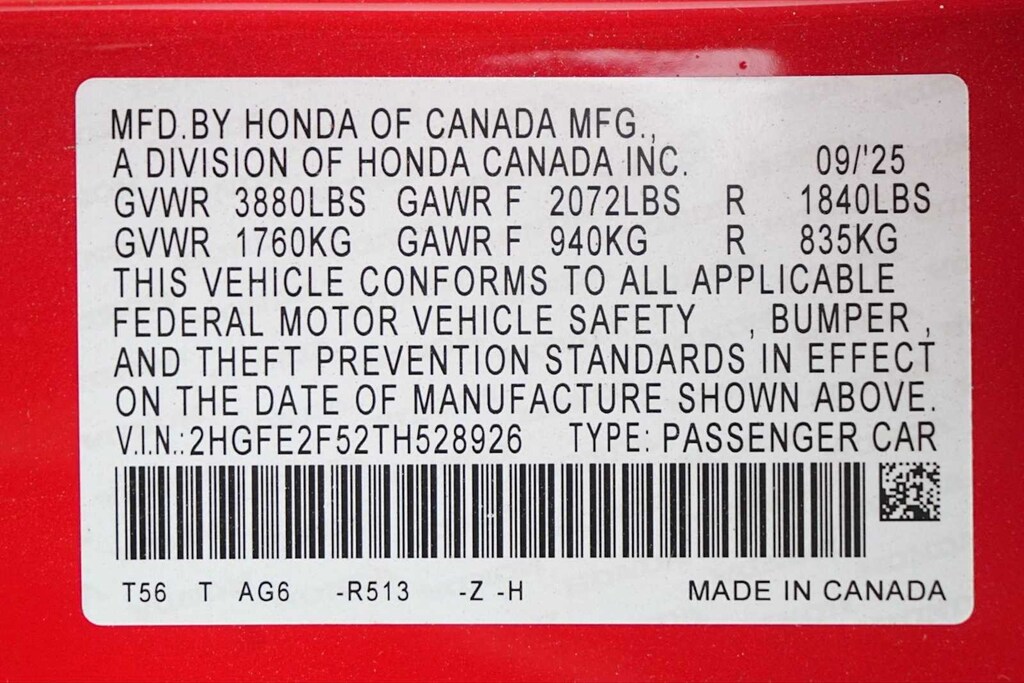 MFD.BY HONDA OF CANADA MFG.,
A DIVISION OF HONDA CANADA INC. 09/'25
GVWR 3880LBS GAWR F 2072LBS R 1840LBS
GVWR 1760KG GAWR F 940KG R 835KG
THIS VEHICLE CONFORMS TO ALL APPLICABLE
FEDERAL MOTOR VEHICLE SAFETY , BUMPER ,
AND THEFT PREVENTION STANDARDS IN EFFECT
ON THE DATE OF MANUFACTURE SHOWN ABOVE.
V.I.N.:2HGFE2F52TH528926 TYPE: PASSENGER CAR
T56 T AG6 -R513 -Z -H MADE IN CANADA